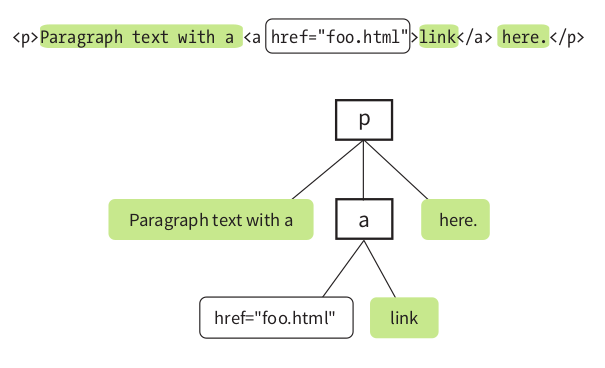 <p>Paragraph text with a <a href="foo.html">link</a> here.</p>
p
Paragraph text with a
a
here.
href="foo.html"
link